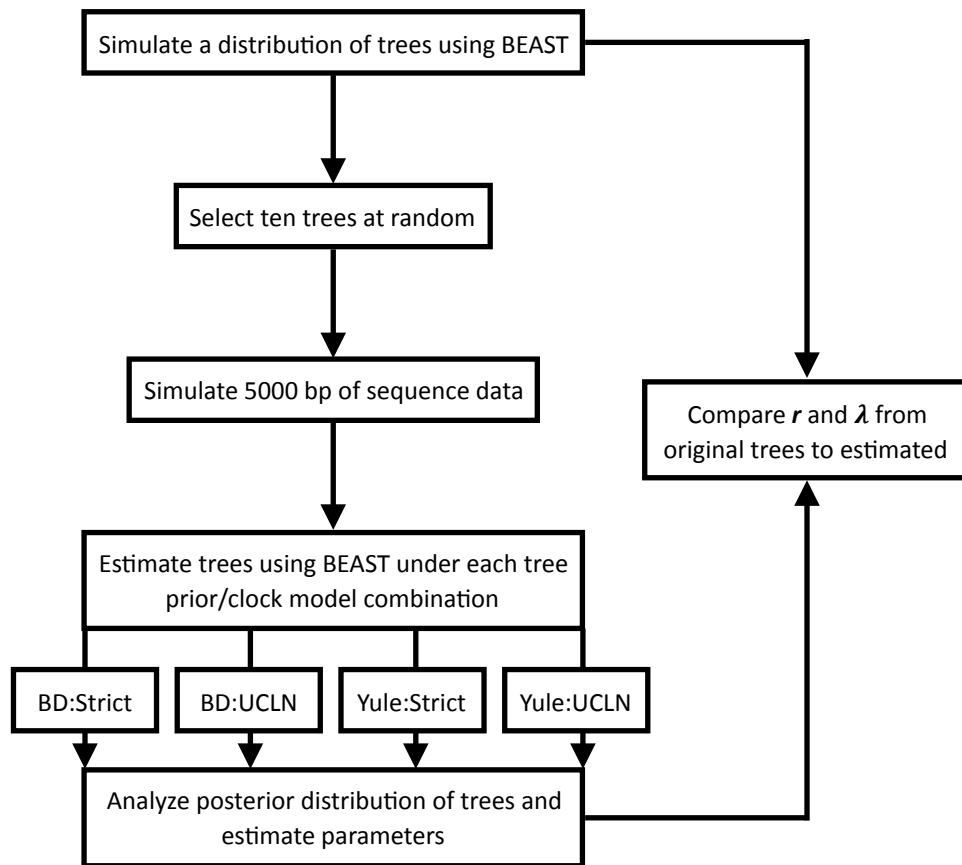 Simulate a distribution of trees using BEAST
Select ten trees at random
Simulate 5000 bp of sequence data
Compare r and λ from
original trees to estimated
Estimate trees using BEAST under each tree
prior/clock model combination
BD:Strict
BD:UCLN
Yule:Strict
Yule:UCLN
Analyze posterior distribution of trees and
estimate parameters